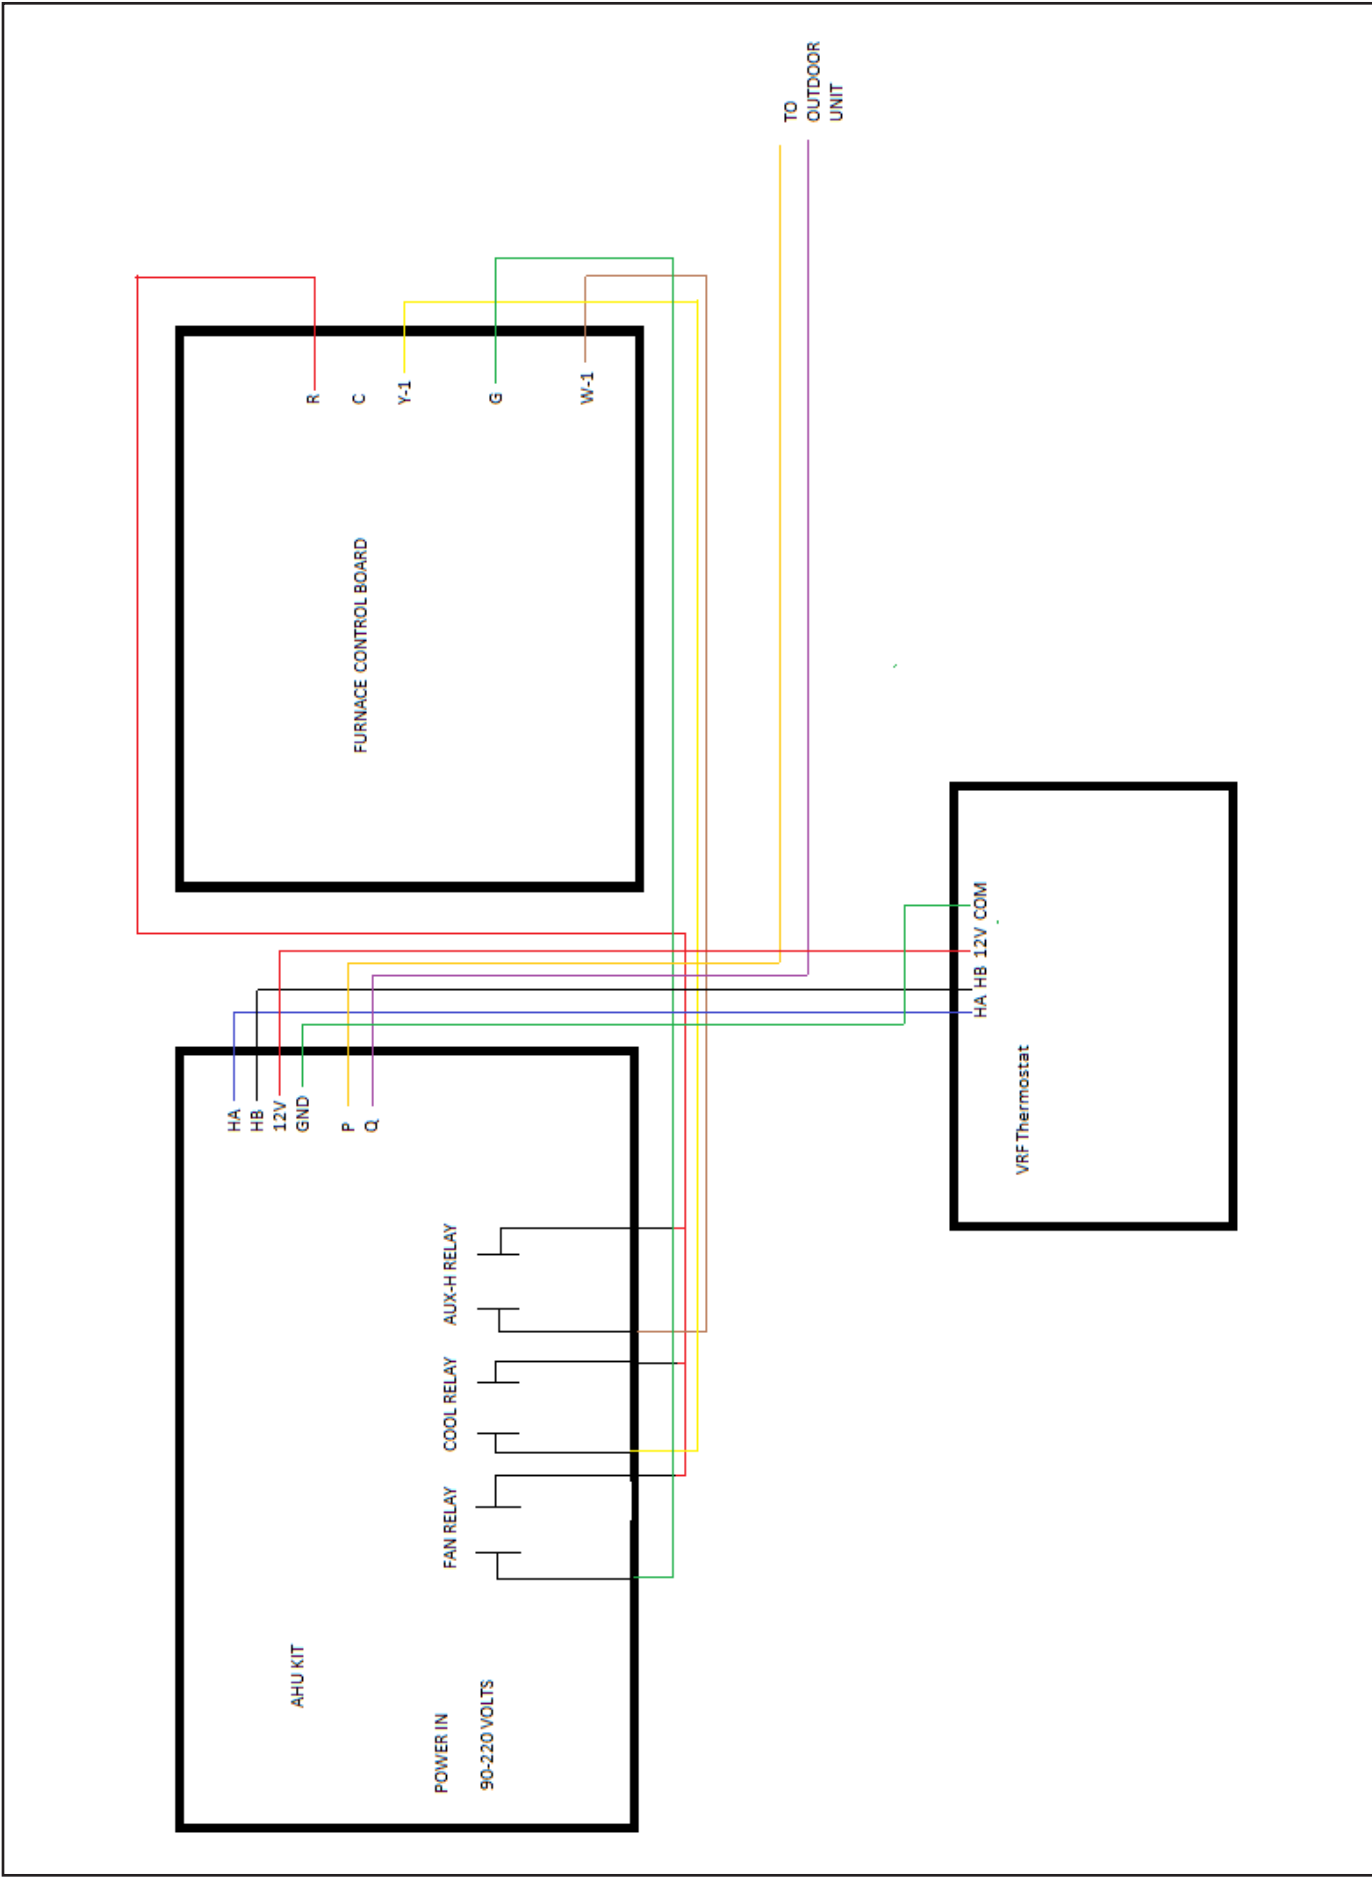 AHU KIT
POWER IN
90-220 VOLTS
FAN RELAY
COOL RELAY
AUX-H RELAY
HA
HB
12V
GND
P
Q
FURNACE CONTROL BOARD
R
C
Y-1
G
W-1
TO
OUTDOOR
UNIT
HA HB 12V COM
VRF Thermostat